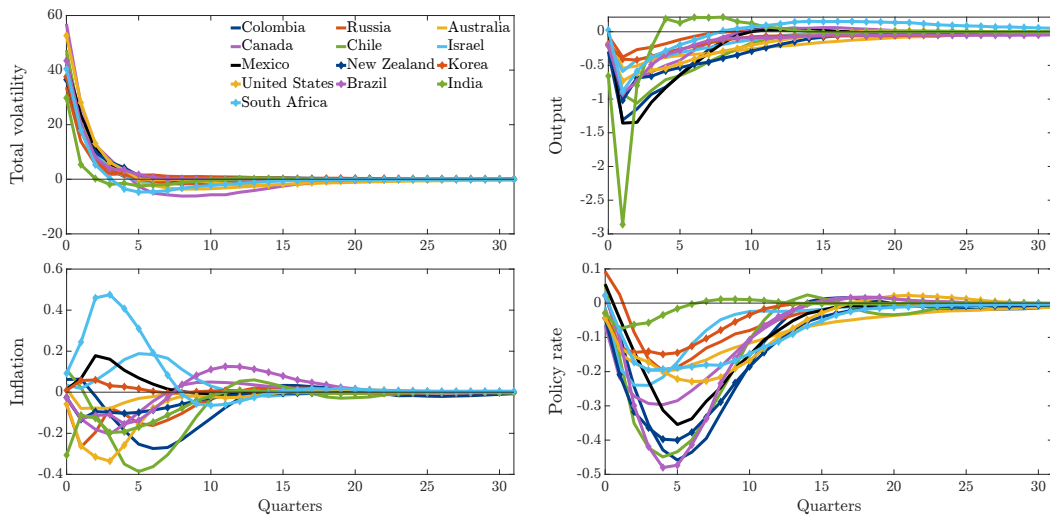 Total volatility
60
40
20
0
-20
0 5 10 15 20 25 30
Colombia Russia Australia
Canada Chile Israel
Mexico New Zealand Korea
United States Brazil India
South Africa
Output
0
-0.5
-1
-1.5
-2
-2.5
-3
0 5 10 15 20 25 30
Inflation
0.6
0.4
0.2
0
-0.2
-0.4
0 5 10 15 20 25 30
Quarters
Policy rate
0.1
0
-0.1
-0.2
-0.3
-0.4
-0.5
0 5 10 15 20 25 30
Quarters